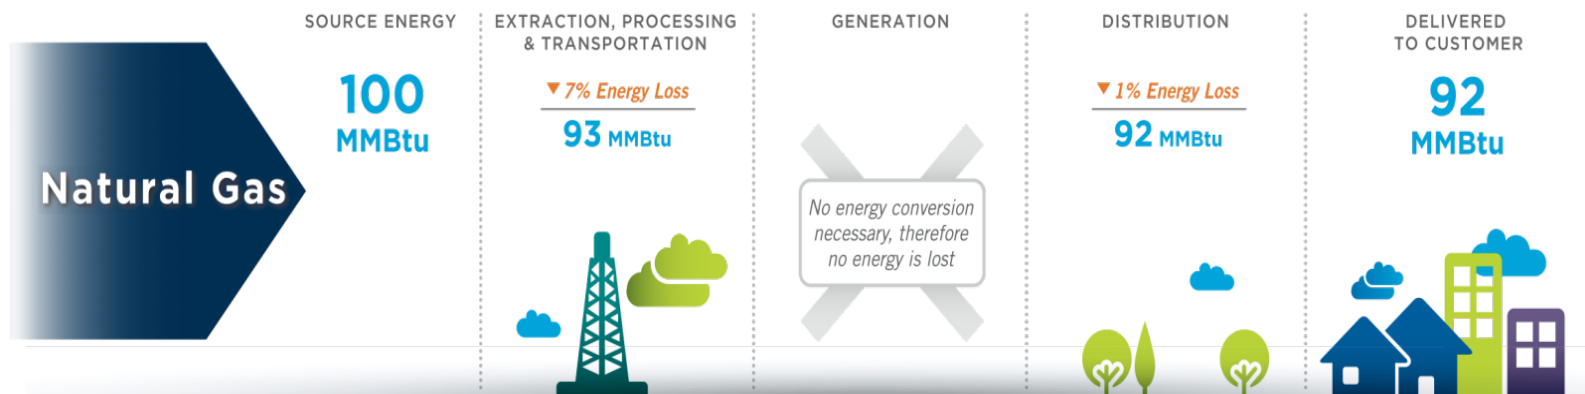 Natural Gas
SOURCE ENERGY
100
MMBtu
EXTRACTION, PROCESSING
& TRANSPORTATION
▼ 7% Energy Loss
93 MMBtu
GENERATION
No energy conversion
necessary, therefore
no energy is lost
DISTRIBUTION
▼ 1% Energy Loss
92 MMBtu
DELIVERED
TO CUSTOMER
92
MMBtu